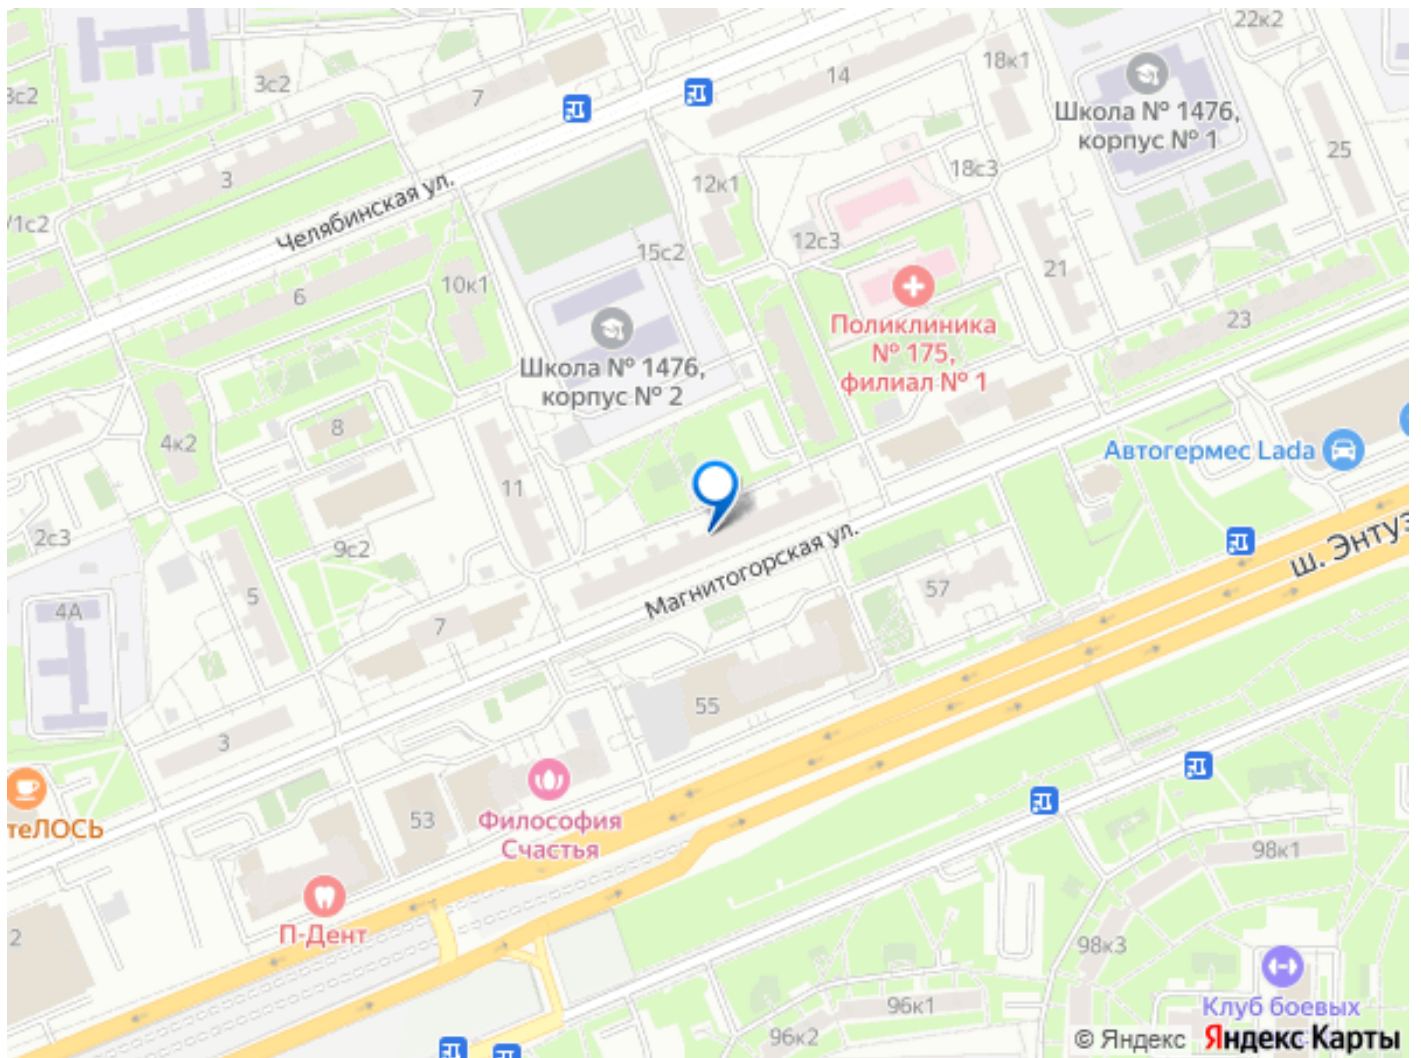 22к2
3с2
18к1
14
7
3с2
Школа № 1476,
корпус № 1
25
3
12к1
18с3
Челябинская ул.
/1с2
12с3
15с2
21
10к1
6
Поликлиника
№ 175,
филиал № 1
23
Школа № 1476,
корпус № 2
8
4к2
Автогермес Lada
11
2с3
9с2
Магнитогорская ул.
ш. Энтуз
57
5
4А
7
55
3
теЛОСЬ
53
Философия
Счастья
98к1
П-Дент
2
98к3
96к1
Клуб боевых
96к2
© Яндекс Яндекс Карты